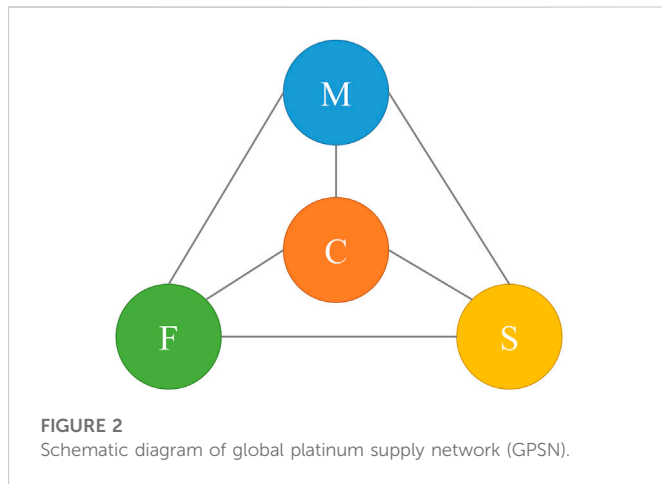 M
C
F
S
FIGURE 2
Schematic diagram of global platinum supply network (GPSN).